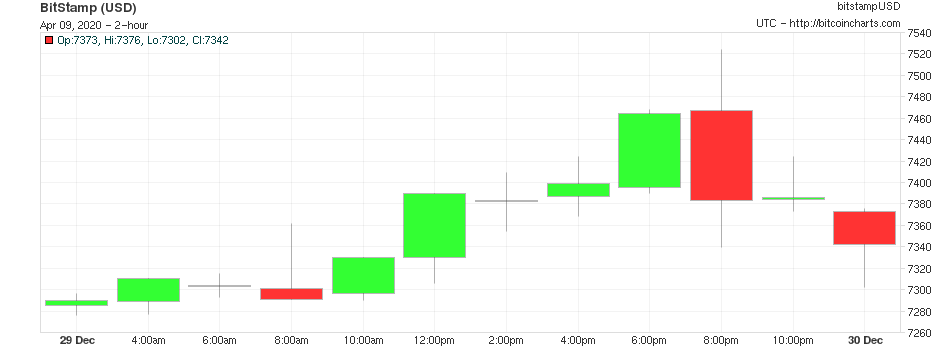 BitStamp (USD)
bitstampUSD
Apr 09, 2020 - 2-hour
UTC - http://bitcoincharts.com
Op:7373, Hi:7376, Lo:7302, Cl:7342
7540
7520
7500
7480
7460
7440
7420
7400
7380
7360
7340
7320
7300
7280
7260
29 Dec
4:00am
6:00am
8:00am
10:00am
12:00pm
2:00pm
4:00pm
6:00pm
8:00pm
10:00pm
30 Dec